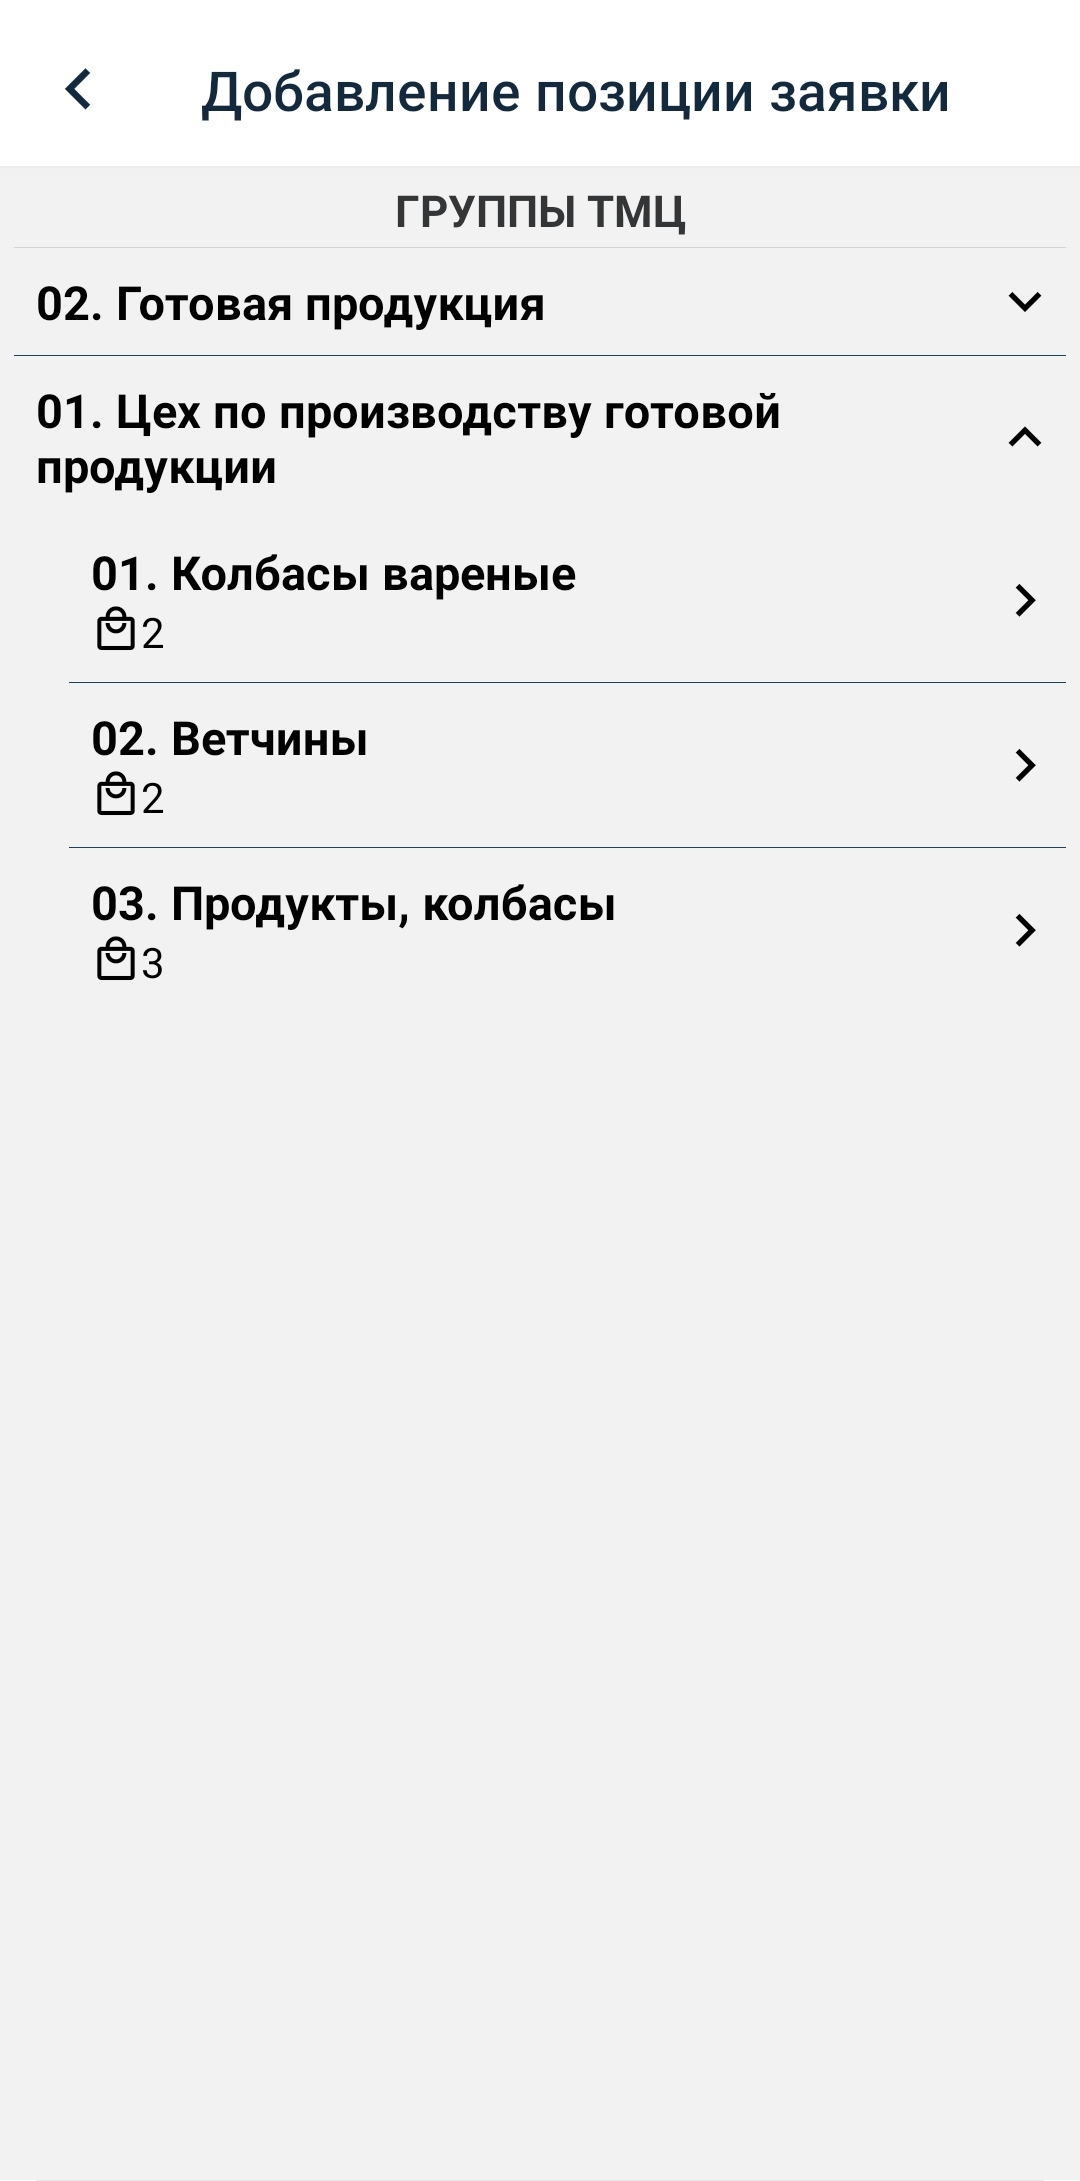 Добавление позиции заявки
ГРУППЫ ТМЦ
02. Готовая продукция
01. Цех по производству готовой
продукции
01. Колбасы вареные
2
02. Ветчины
2
03. Продукты, колбасы
3